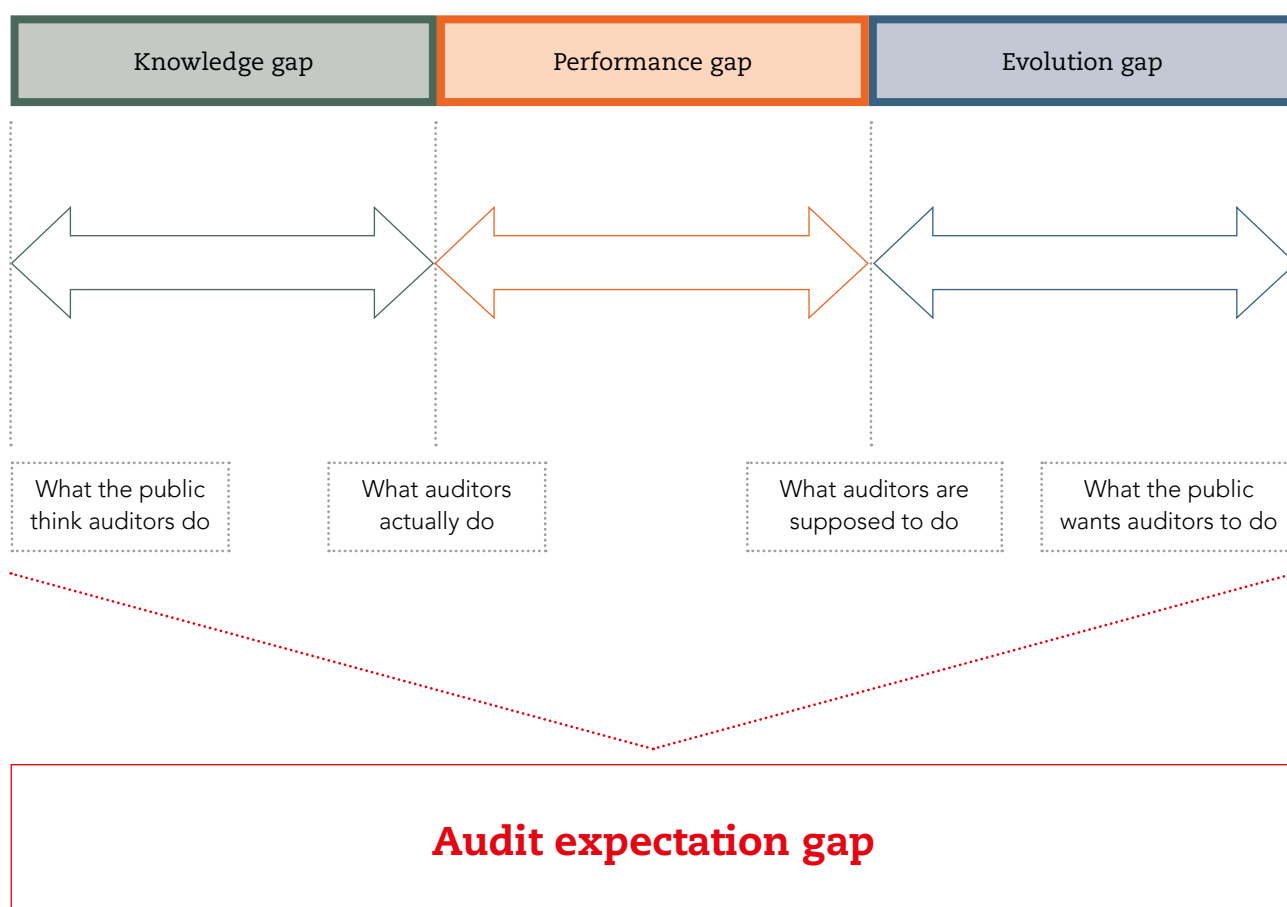 Knowledge gap
Performance gap
Evolution gap
What the public
think auditors do
What auditors
actually do
What auditors are
supposed to do
What the public
wants auditors to do
Audit expectation gap